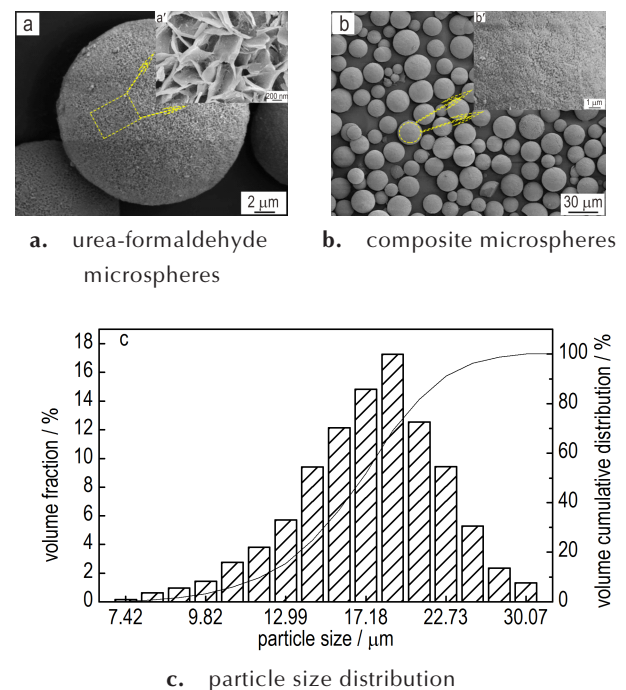 a
a'
200 nm
2 μm
b
b'
1 μm
30 μm
a. urea-formaldehyde
microspheres
b. composite microspheres
c
volume fraction / %
18
16
14
12
10
8
6
4
2
0
100
80
60
40
20
0
volume cumulative distribution / %
7.42 9.82 12.99 17.18 22.73 30.07
particle size / μm
c. particle size distribution